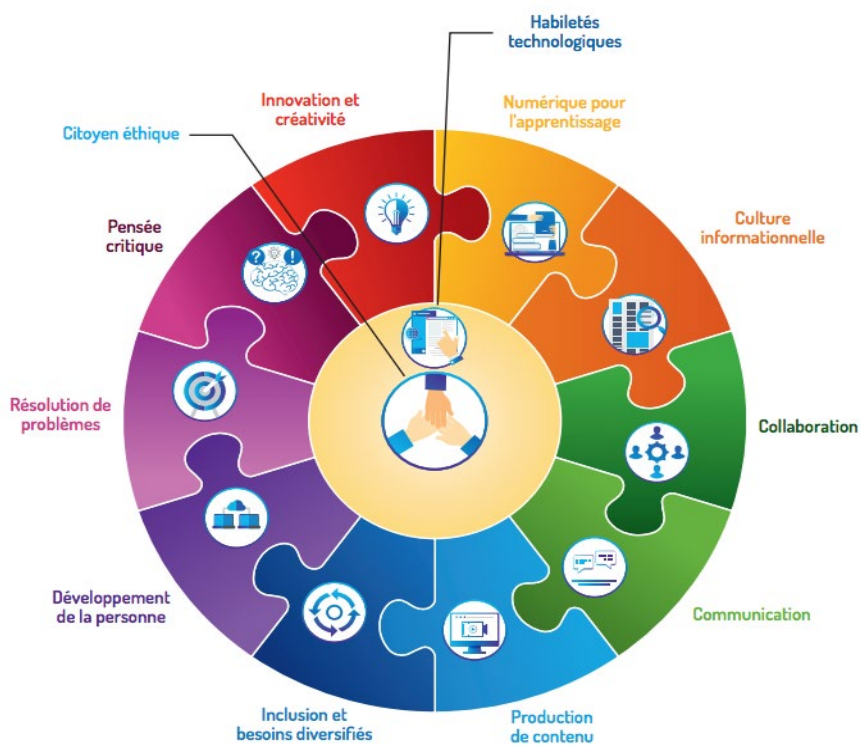 Habiletés
technologiques
Innovation et
créativité
Numérique pour
l'apprentissage
Citoyen éthique
Pensée
critique
Culture
informationnelle
Résolution de
problèmes
Collaboration
Développement
de la personne
Communication
Inclusion et
besoins diversifiés
Production
de contenu
? !